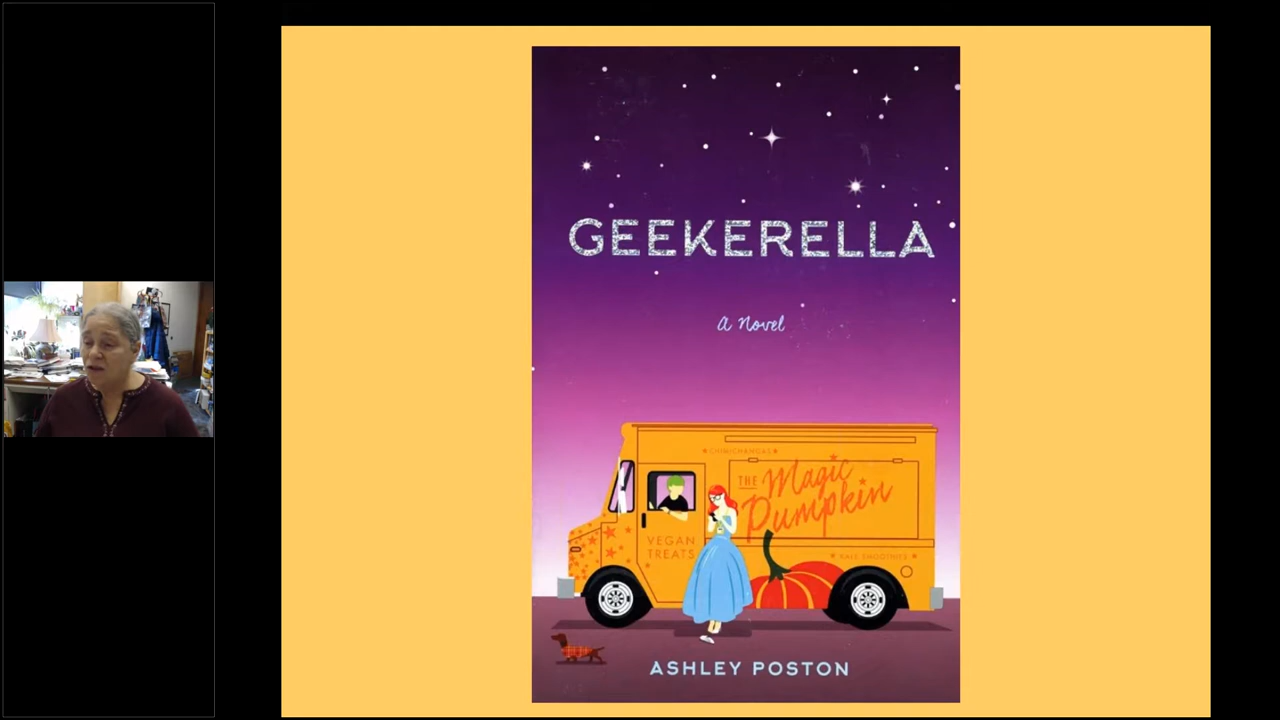 GEEKERELLA
A Novel
★CHIMICHANGAS★
THE Magic
Pumpkin
VEGAN
TREATS
★ KALE SMOOTHIES ★
ASHLEY POSTON